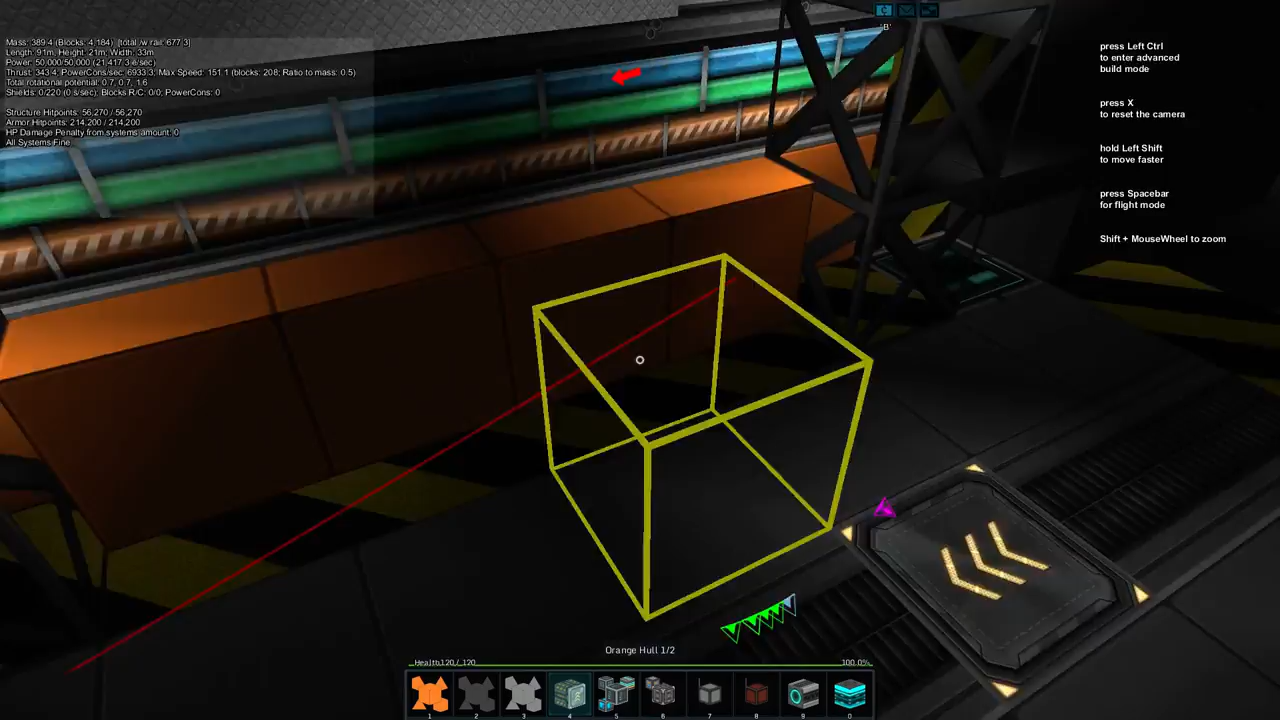 Mass: 389.4 (Blocks: 4,184) [total /w rail: 677.3]
Length: 91m, Height: 21m, Width: 33m
Power: 50,000/50,000 (21,417.3 e/sec)
Thrust: 343.4, PowerCons/sec: 6933.3, Max Speed: 151.1 (blocks: 208; Ratio to mass: 0.5)
Total rotational potential: 0.7, 0.7, 1.6
Shields: 0/220 (0 s/sec); Blocks R/C: 0/0; PowerCons: 0
Structure Hitpoints: 56,270 / 56,270
Armor Hitpoints: 214,200 / 214,200
HP Damage Penalty from systems amount: 0
All Systems Fine
'B'
press Left Ctrl
to enter advanced
build mode
press X
to reset the camera
hold Left Shift
to move faster
press Spacebar
for flight mode
Shift + MouseWheel to zoom
Orange Hull 1/2
Health120 / 120
100.0%
1 2 3 4 5 6 7 8 9 0